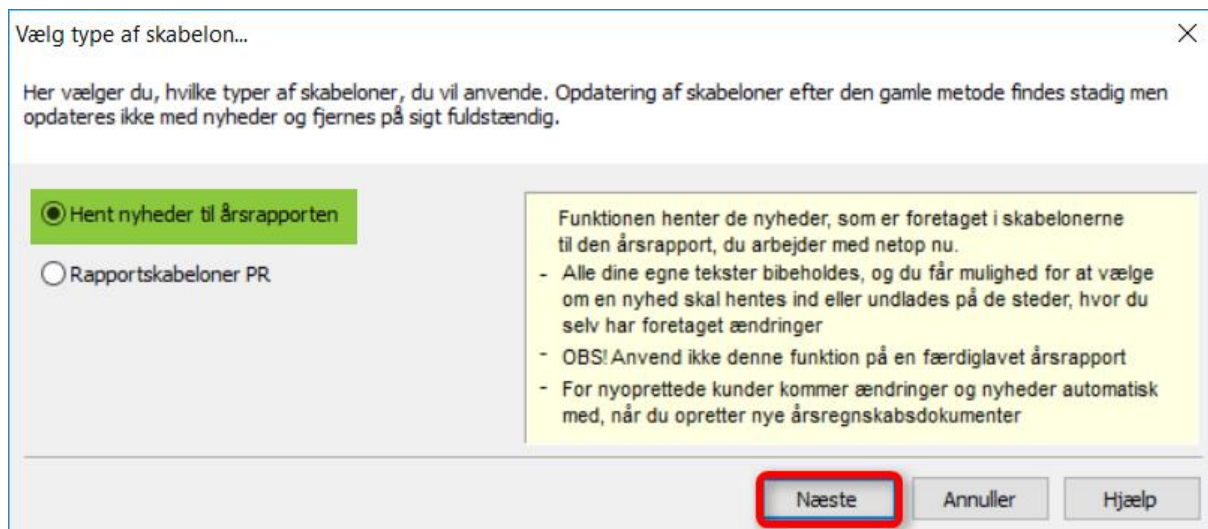 Vælg type af skabelon...
Her vælger du, hvilke typer af skabeloner, du vil anvende. Opdatering af skabeloner efter den gamle metode findes stadig men
opdateres ikke med nyheder og fjernes på sigt fuldstændig.
Hent nyheder til årsrapporten
Rapportskabeloner PR
Funktionen henter de nyheder, som er foretaget i skabelonerne
til den årsrapport, du arbejder med netop nu.
- Alle dine egne tekster bibeholdes, og du får mulighed for at vælge
om en nyhed skal hentes ind eller undlades på de steder, hvor du
selv har foretaget ændringer
- OBS! Anvend ikke denne funktion på en færdiglavet årsrapport
- For nyoprettede kunder kommer ændringer og nyheder automatisk
med, når du opretter nye årsregnskabsdokumenter
Næste Annuller Hjælp